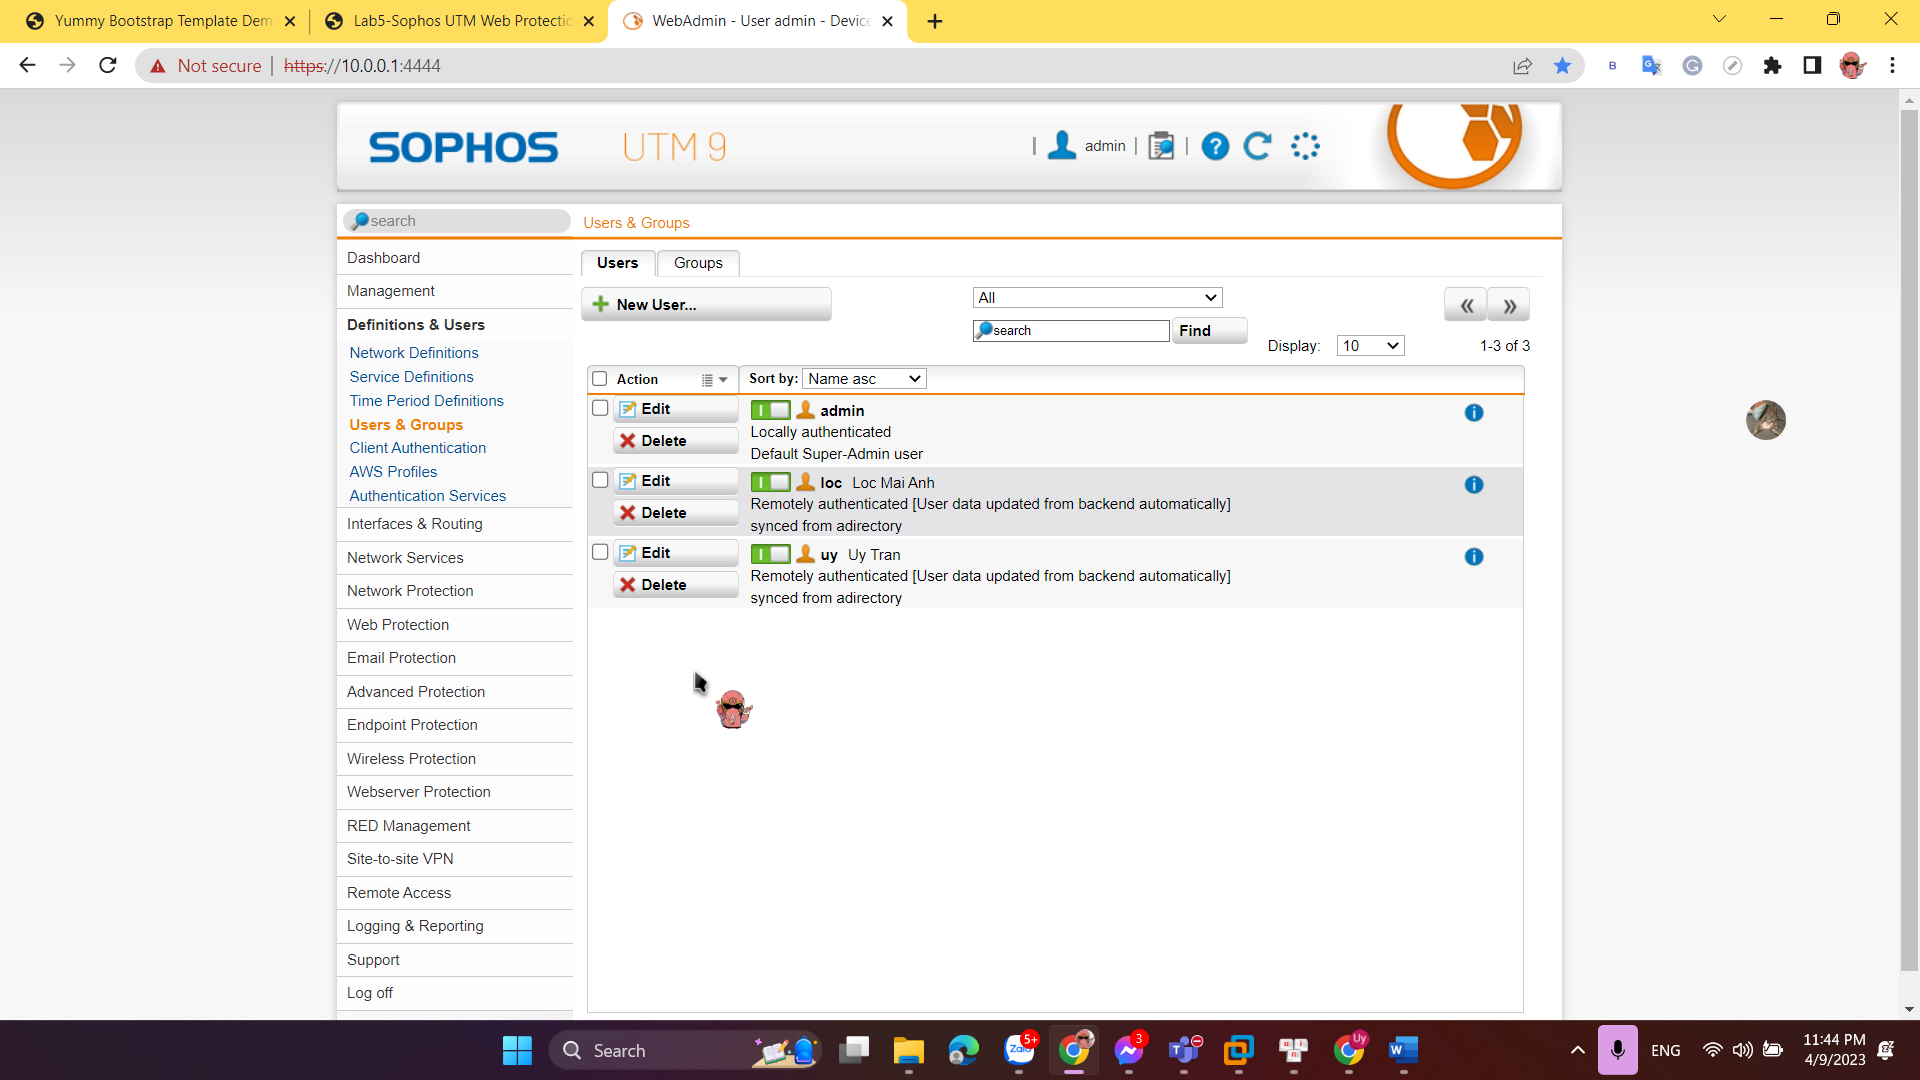 Yummy Bootstrap Template Dem
Lab5-Sophos UTM Web Protectic
WebAdmin - User admin - Device
Not secure | https://10.0.0.1:4444
SOPHOS UTM 9
| admin | |
search
Users & Groups
Dashboard
Management
Definitions & Users
Network Definitions
Service Definitions
Time Period Definitions
Users & Groups
Client Authentication
AWS Profiles
Authentication Services
Interfaces & Routing
Network Services
Network Protection
Web Protection
Email Protection
Advanced Protection
Endpoint Protection
Wireless Protection
Webserver Protection
RED Management
Site-to-site VPN
Remote Access
Logging & Reporting
Support
Log off
Users Groups
New User...
All
search Find
Display: 10 1-3 of 3
Action Sort by: Name asc
Edit admin
Locally authenticated
Delete
Default Super-Admin user
Edit loc Loc Mai Anh
Remotely authenticated [User data updated from backend automatically]
Delete
synced from adirectory
Edit uy Uy Tran
Remotely authenticated [User data updated from backend automatically]
Delete
synced from adirectory
Search
Zalo 5+
3
Uy
ENG
11:44 PM
4/9/2023